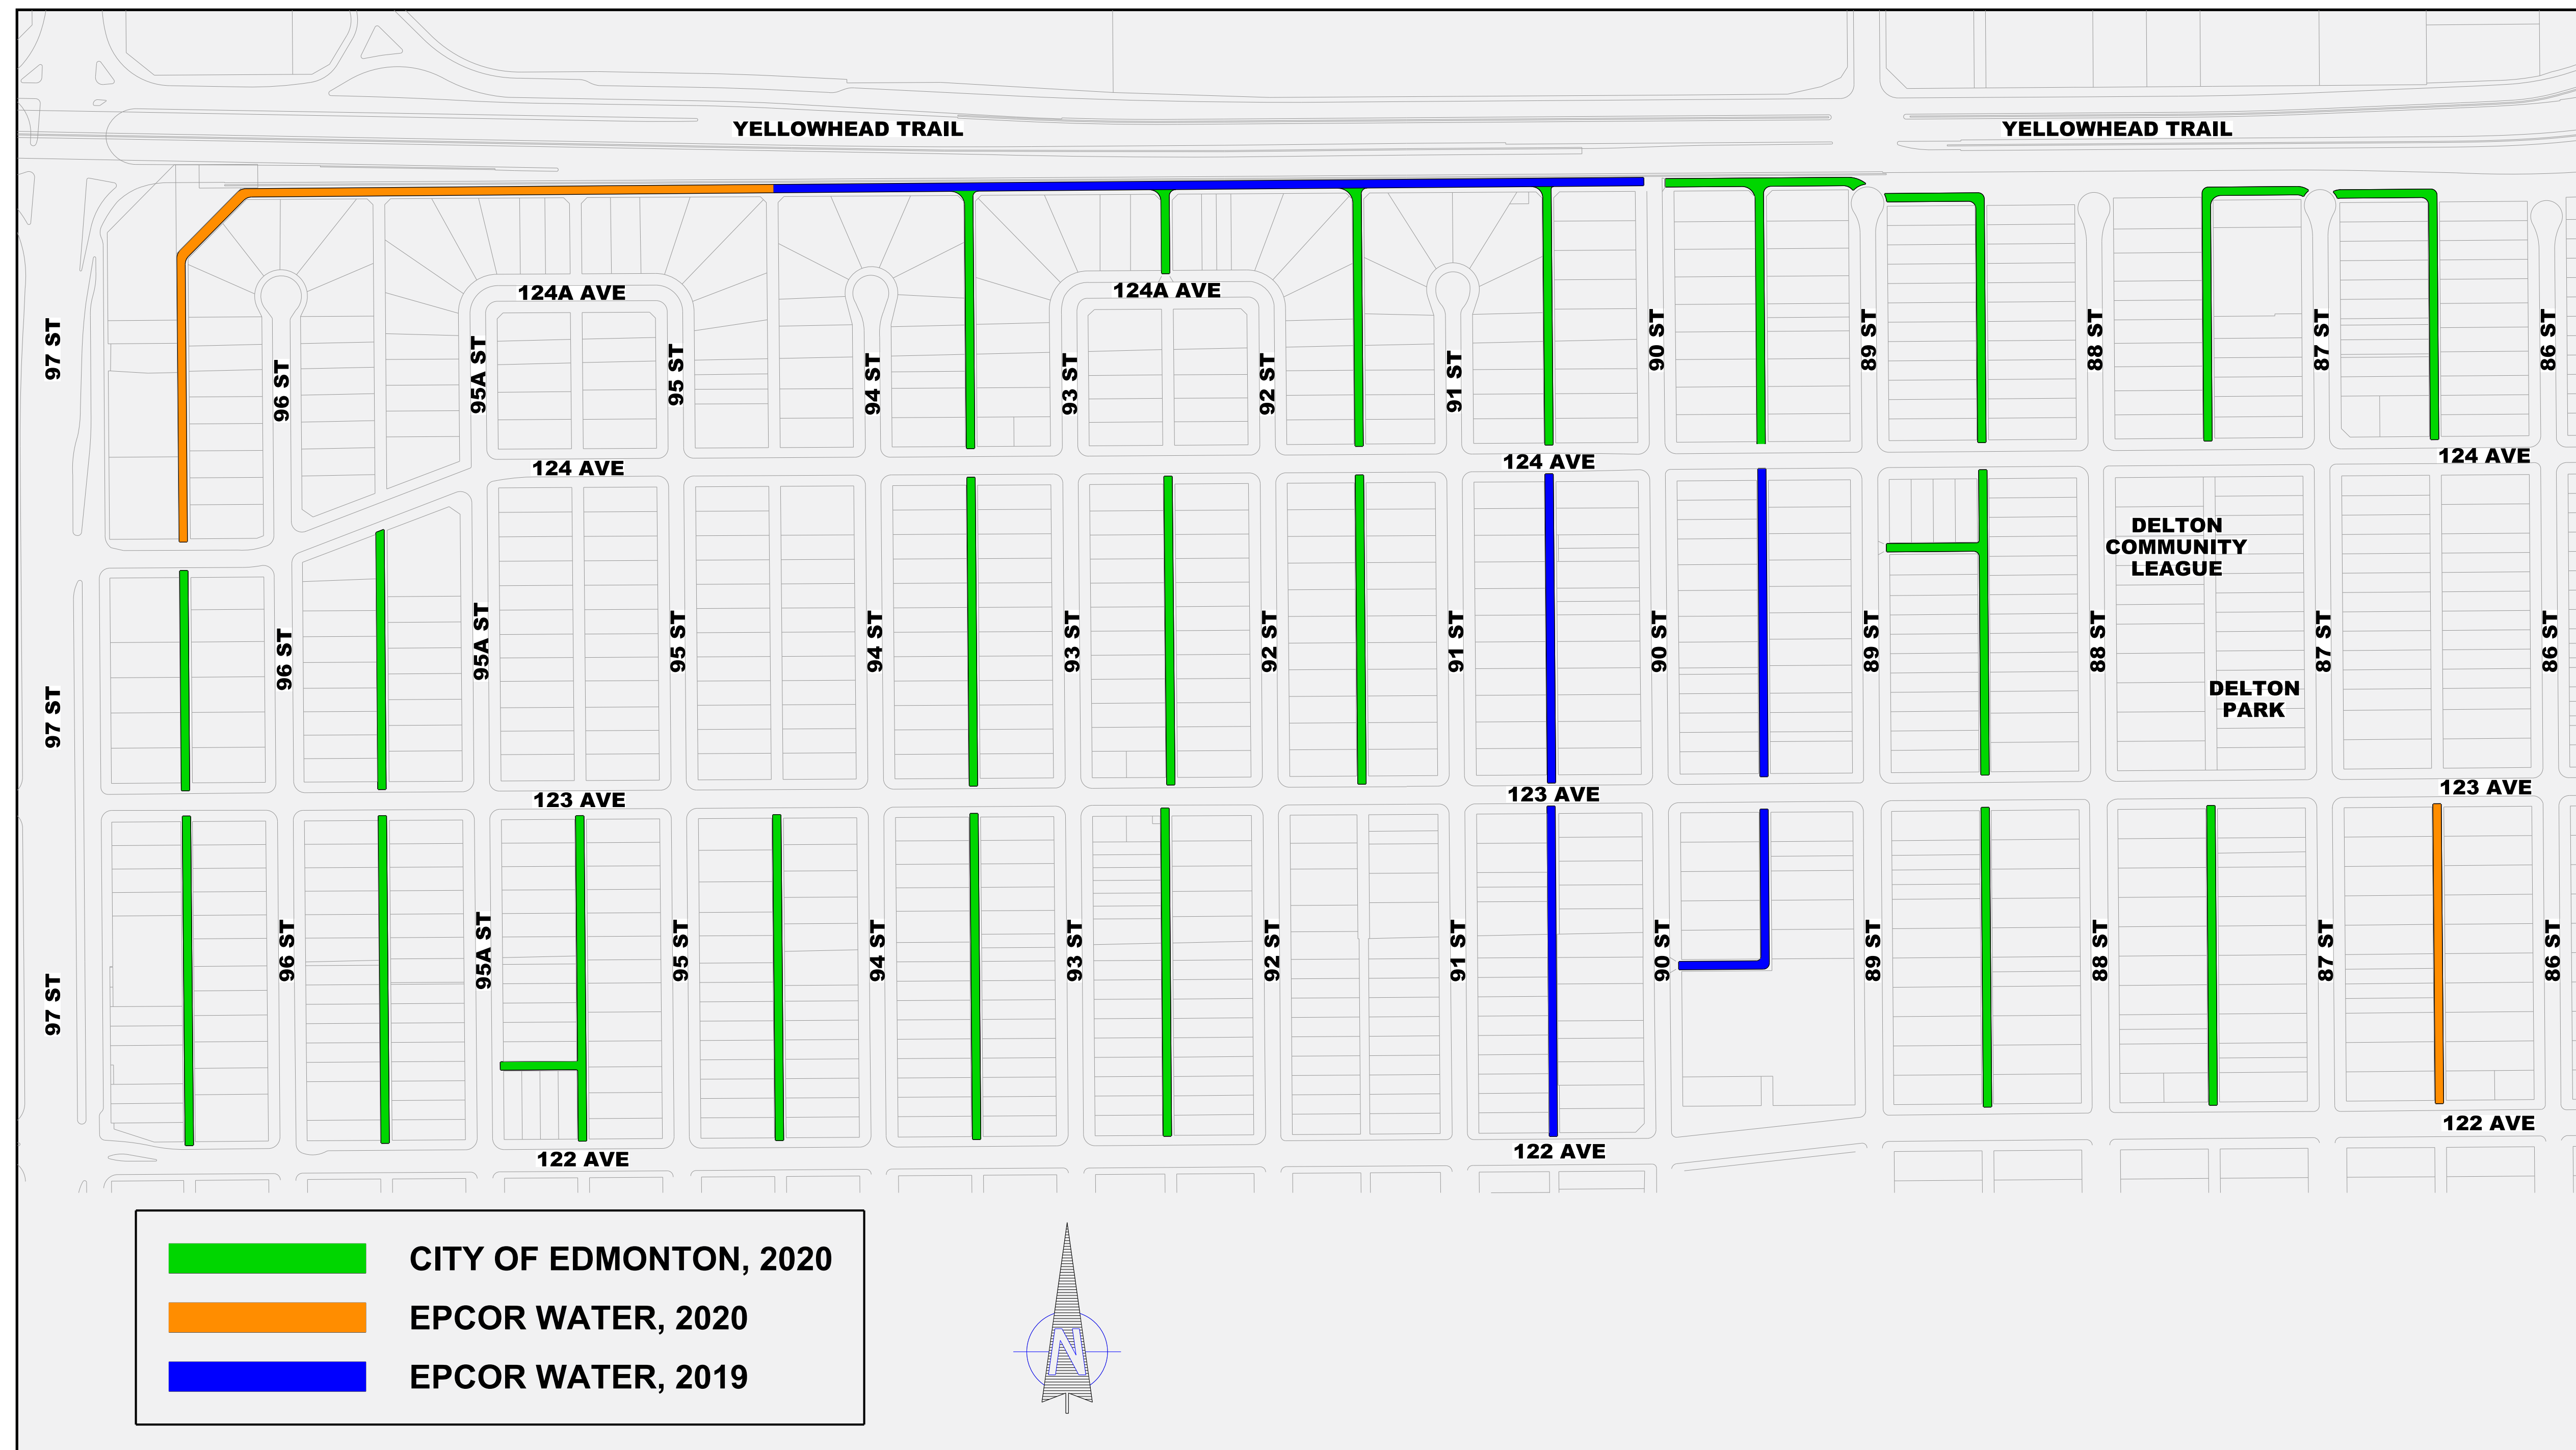 YELLOWHEAD TRAIL
YELLOWHEAD TRAIL
124A AVE
124A AVE
97 ST
96 ST
95A ST
95 ST
94 ST
93 ST
92 ST
91 ST
90 ST
89 ST
88 ST
87 ST
86 ST
124 AVE
124 AVE
124 AVE
DELTON
COMMUNITY
LEAGUE
97 ST
96 ST
95A ST
95 ST
94 ST
93 ST
92 ST
91 ST
90 ST
89 ST
88 ST
87 ST
86 ST
DELTON
PARK
123 AVE
123 AVE
123 AVE
97 ST
96 ST
95A ST
95 ST
94 ST
93 ST
92 ST
91 ST
90 ST
89 ST
88 ST
87 ST
86 ST
122 AVE
122 AVE
122 AVE
CITY OF EDMONTON, 2020
EPCOR WATER, 2020
EPCOR WATER, 2019
N